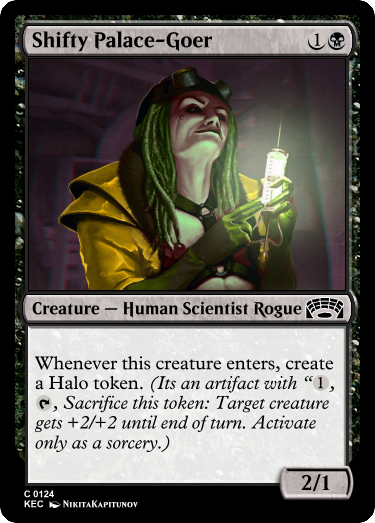 Shifty Palace-Goer 1
Creature — Human Scientist Rogue
Whenever this creature enters, create
a Halo token. (Its an artifact with “1,
, Sacrifice this token: Target creature
gets +2/+2 until end of turn. Activate
only as a sorcery.)
2/1
C 0124
KEC NikitaKapitunov